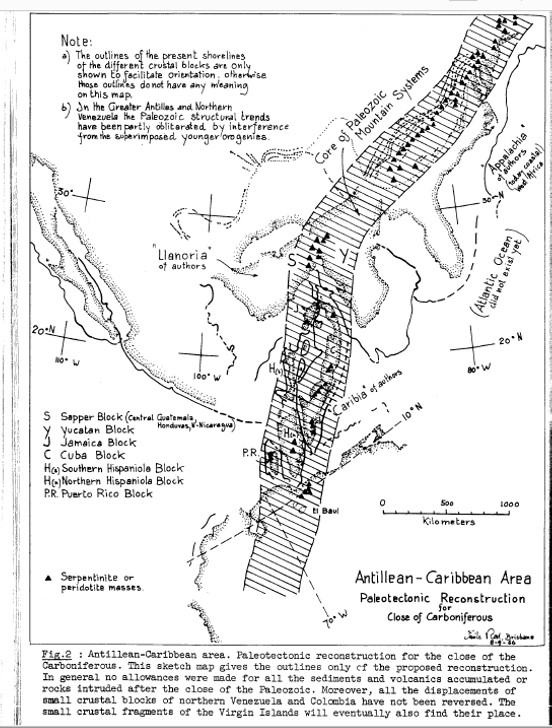 Note:
a) The outlines of the present shorelines
of the different crustal blocks are only
shown to facilitate orientation, otherwise
those outlines do not have any meaning
on this map.
b) In the Greater Antilles and Northern
Venezuela the Paleozoic structural trends
have been partly obliterated by interference
from the superimposed younger orogenies.
Core of Paleozoic
Mountain Systems
"Appalachia"
of authors
(today coastal
West Africa
30°
30° N
"Llanoria"
of authors
S
Y
(Atlantic Ocean
did not exist yet)
20° N
110° W
100° W
20° N
80° W
H(s)
"Caribia" of authors
10° N
H(n)
P.R.
S Sapper Block (Central Guatemala,
Honduras, N-Nicaragua)
Y Yucatan Block
J Jamaica Block
C Cuba Block
H(s) Southern Hispaniola Block
H(n) Northern Hispaniola Block
P.R. Puerto Rico Block
El Baul
0 500 1000
Kilometers
▲ Serpentinite or
peridotite masses.
70° W
Antillean-Caribbean Area
Paleotectonic Reconstruction
for
Close of Carboniferous
Brisbane
Fig.2 : Antillean-Caribbean area. Paleotectonic reconstruction for the close of the
Carboniferous. This sketch map gives the outlines only of the proposed reconstruction.
In general no allowances were made for all the sediments and volcanics accumulated or
rocks intruded after the close of the Paleozoic. Moreover, all the displacements of
small crustal blocks of northern Venezuela and Colombia have not been reversed. The
small crustal fragments of the Virgin Islands will eventually also find their place.